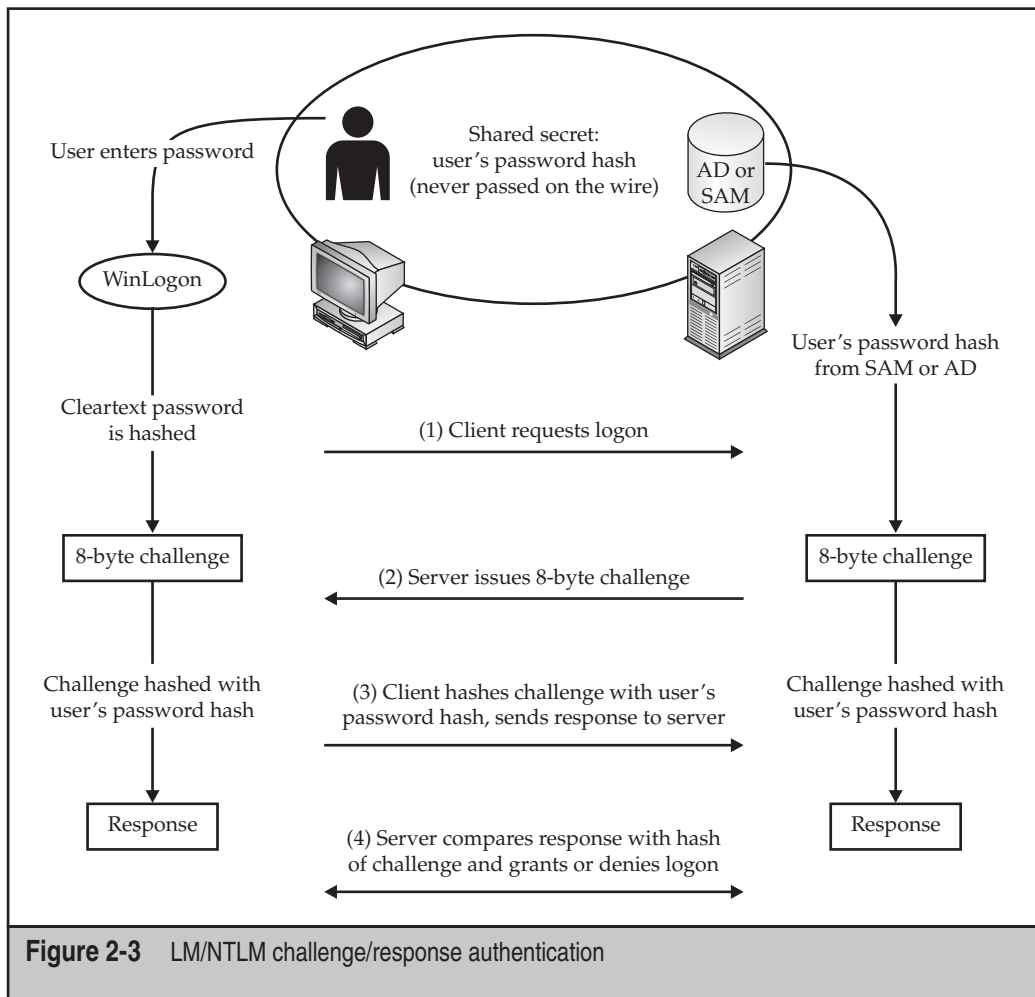 User enters password
Shared secret:
user's password hash
(never passed on the wire)
AD or
SAM
WinLogon
User's password hash
from SAM or AD
Cleartext password
is hashed
(1) Client requests logon
8-byte challenge
8-byte challenge
(2) Server issues 8-byte challenge
Challenge hashed with
user's password hash
(3) Client hashes challenge with user's
password hash, sends response to server
Challenge hashed with
user's password hash
Response
Response
(4) Server compares response with hash
of challenge and grants or denies logon
Figure 2-3 LM/NTLM challenge/response authentication